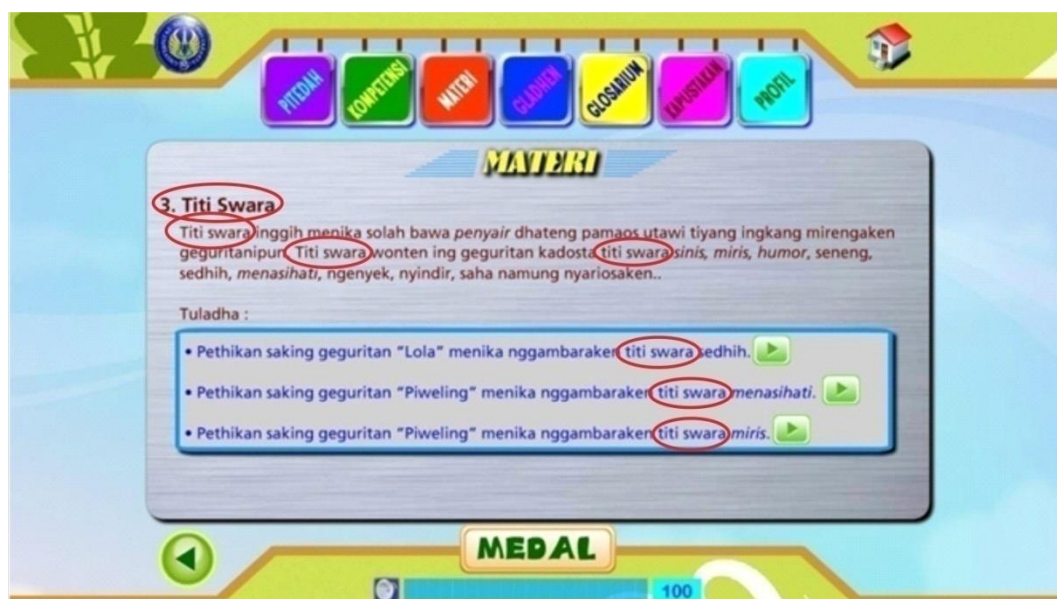 PITEDAH KOMPETENSI MATERI GLADHEN GLOSARIUM KAPUSTAKAN PROFIL
MATERI
3. Titi Swara
Titi swara inggih menika solah bawa penyair dhateng pamaos utawi tiyang ingkang mirengaken
geguritanipun. Titi swara wonten ing geguritan kadosta titi swara sinis, miris, humor, seneng,
sedhih, menasihati, ngenyek, nyindir, saha namung nyariosaken..
Tuladha :
• Pethikan saking geguritan "Lola" menika nggambaraken titi swara sedhih.
• Pethikan saking geguritan "Piweling" menika nggambaraken titi swara menasihati.
• Pethikan saking geguritan "Piweling" menika nggambaraken titi swara miris.
MEDAL
100